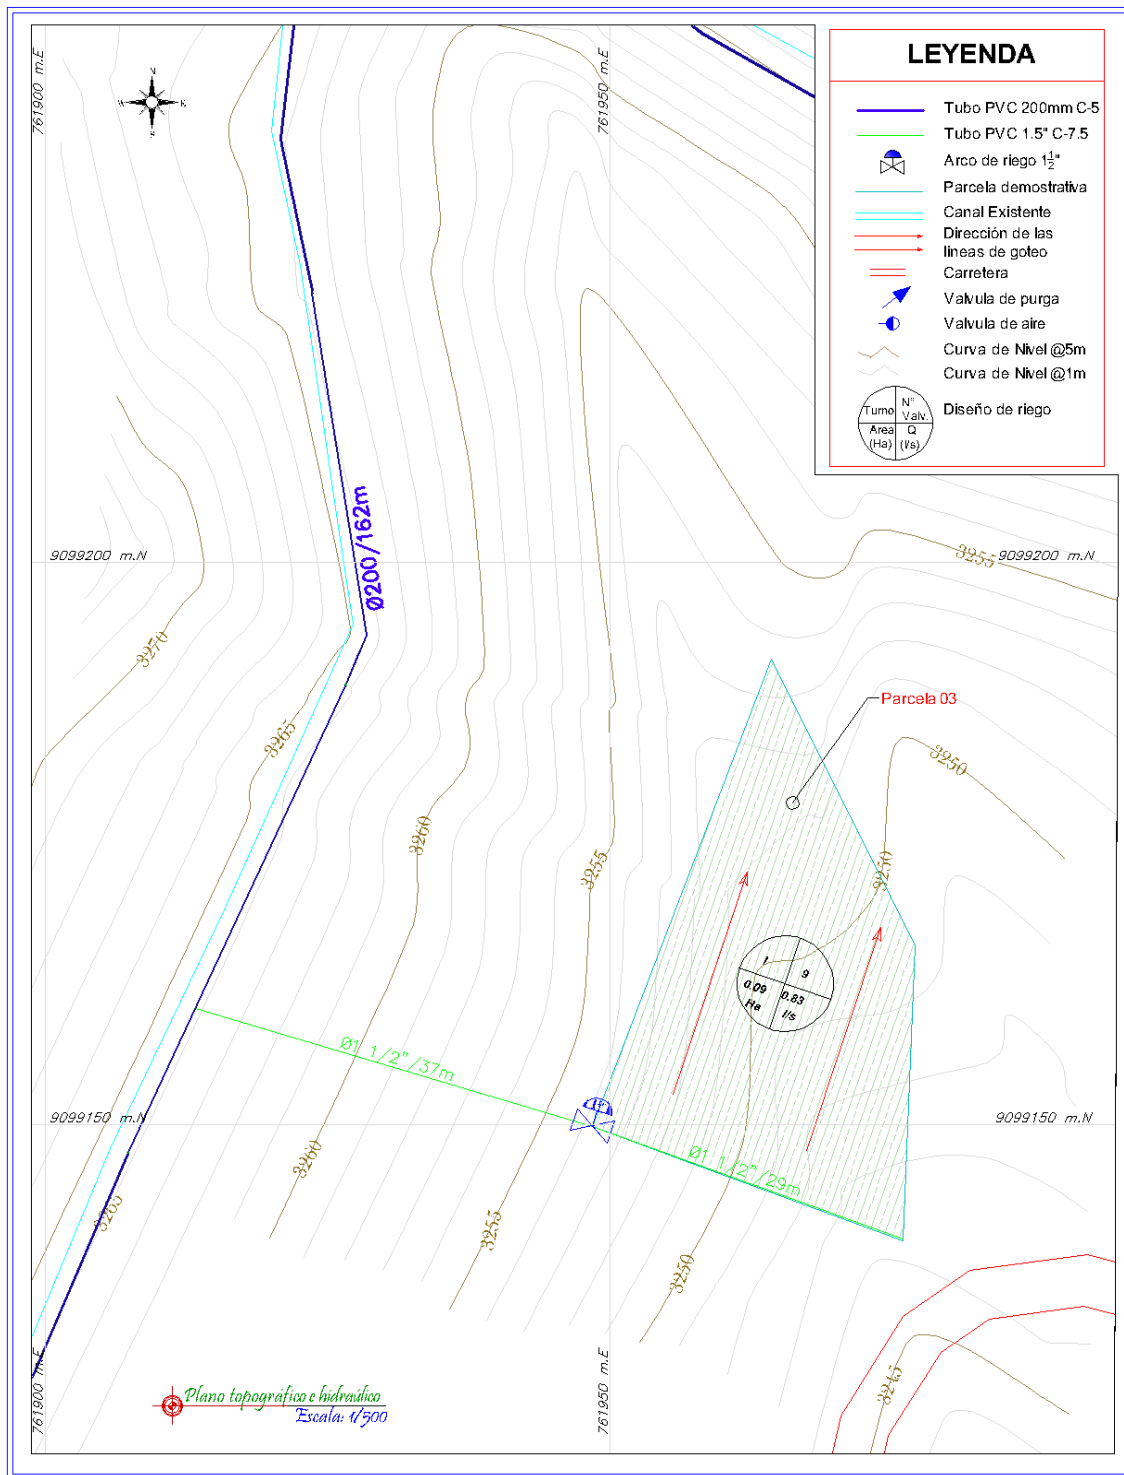 761900 m.E
761950 m.E
N
W
E
S
LEYENDA
Tubo PVC 200mm C-5
Tubo PVC 1.5" C-7.5
Arco de riego 1 1/2"
Parcela demostrativa
Canal Existente
Dirección de las
lineas de goteo
Carretera
Valvula de purga
Valvula de aire
Curva de Nivel @5m
Curva de Nivel @1m
Turno
N°
Valv.
Area
(Ha)
Q
(l/s)
Diseño de riego
Ø200/162m
9099200 m.N
3255
9099200 m.N
3270
3265
Parcela 03
3250
3260
3255
3250
I
9
0.09
Ha
0.83
l/s
Ø1 1/2"/37m
9099150 m.N
9099150 m.N
Ø1 1/2"/29m
3260
3265
3255
3250
3245
761900 m.E
761950 m.E
Plano topográfico e hidraúlico
Escala: 1/500